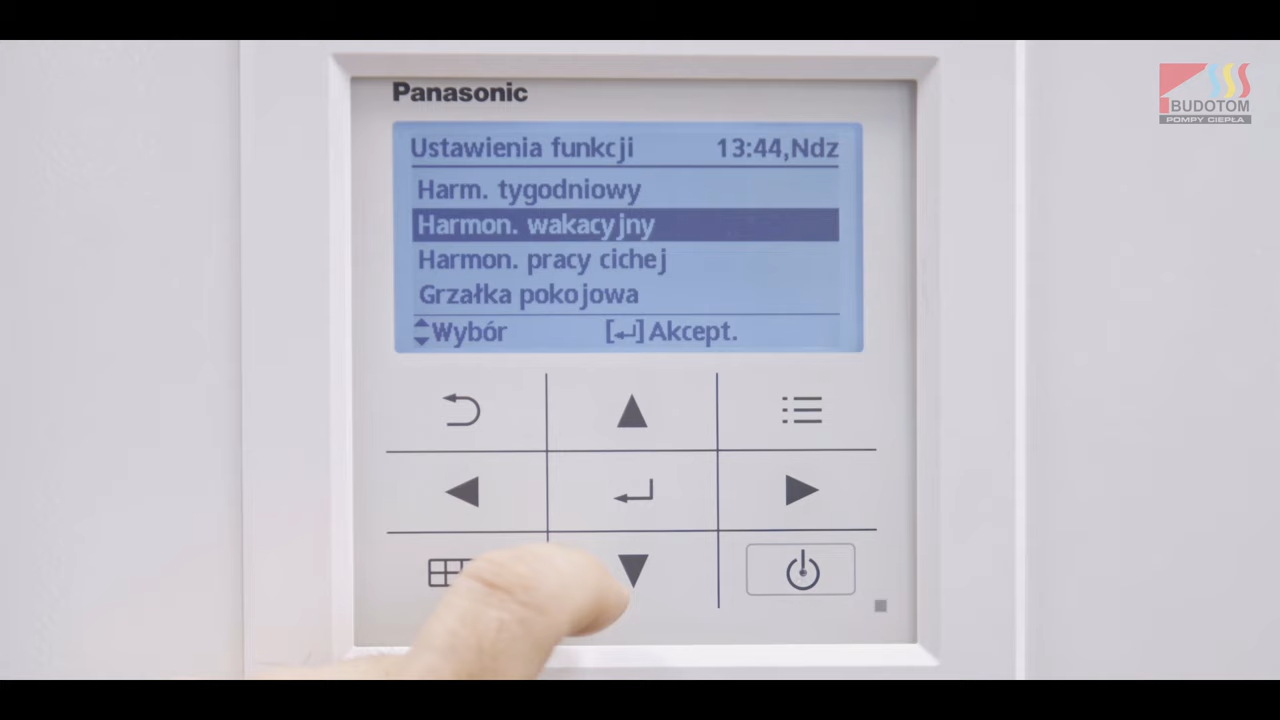 Panasonic
BUDOTOM
POMPY CIEPŁA
Ustawienia funkcji 13:44,Ndz
Harm. tygodniowy
Harmon. wakacyjny
Harmon. pracy cichej
Grzałka pokojowa
Wybór [↵] Akcept.